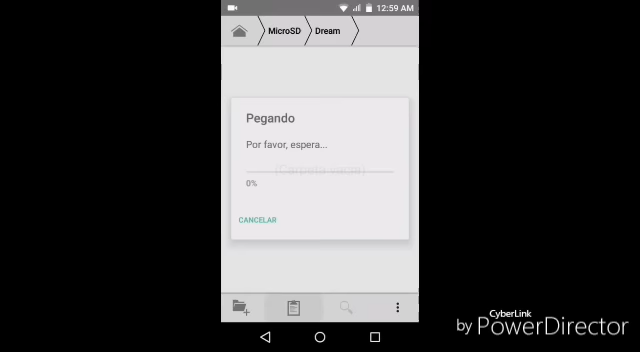 12:59 AM
MicroSD
Dream
Pegando
Por favor, espera...
(Carpeta vacía)
0%
CANCELAR
CyberLink
by PowerDirector